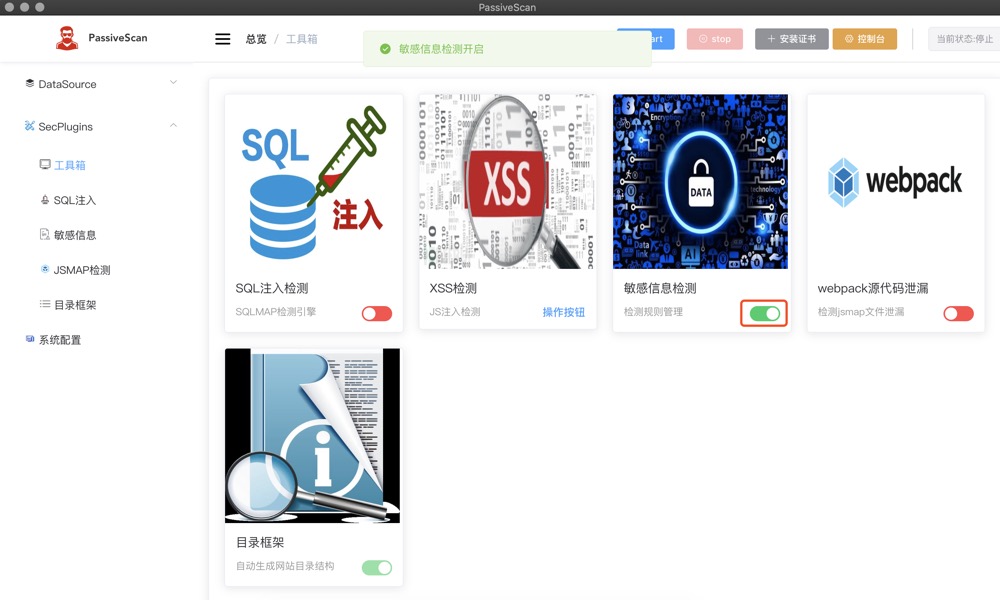 PassiveScan
PassiveScan
总览 / 工具箱
敏感信息检测开启
stop
安装证书
控制台
当前状态:停止
DataSource
SecPlugins
工具箱
SQL注入
敏感信息
JSMAP检测
目录框架
系统配置
SQL
注入
SQL注入检测
SQLMAP检测引擎
XSS
XSS检测
JS注入检测
操作按钮
Encryption
DATA
technology
Data
link
AI
敏感信息检测
检测规则管理
webpack
webpack源代码泄漏
检测jsmap文件泄漏
i
目录框架
自动生成网站目录结构